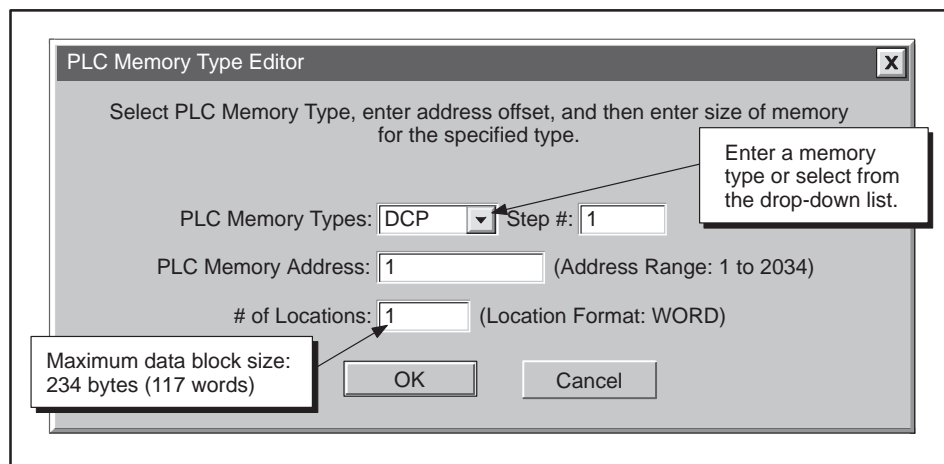 PLC Memory Type Editor
X
Select PLC Memory Type, enter address offset, and then enter size of memory
for the specified type.
Enter a memory
type or select from
the drop-down list.
PLC Memory Types: DCP Step #: 1
PLC Memory Address: 1 (Address Range: 1 to 2034)
# of Locations: 1 (Location Format: WORD)
Maximum data block size:
234 bytes (117 words)
OK Cancel